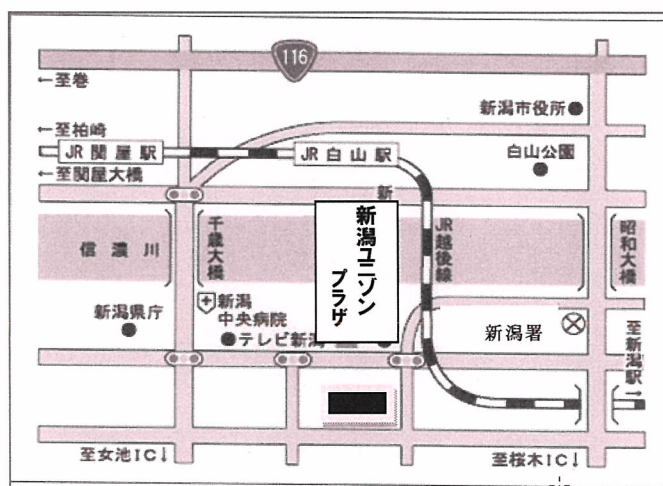 116
←至巻
新潟市役所
←至柏崎
JR関屋駅
JR白山駅
白山公園
←至関屋大橋
新
新潟ユニゾン
プラザ
千歳大橋
JR越後線
昭和大橋
信濃川
新潟県庁
新潟
中央病院
テレビ新潟
新潟署
至新潟駅→
至女池IC↓
至桜木IC↓